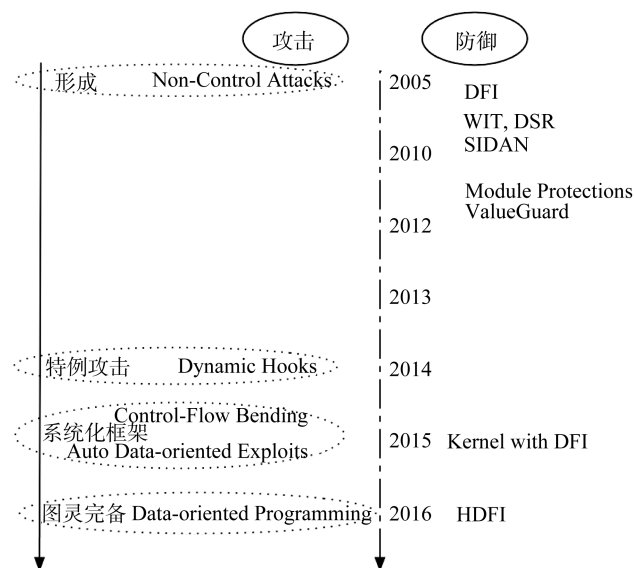 攻击 防御
形成 Non-Control Attacks 2005
DFI
WIT, DSR
2010 SIDAN
Module Protections
ValueGuard
2012
2013
特例攻击 Dynamic Hooks 2014
Control-Flow Bending
系统化框架
2015 Kernel with DFI
Auto Data-oriented Exploits
图灵完备 Data-oriented Programming 2016 HDFI